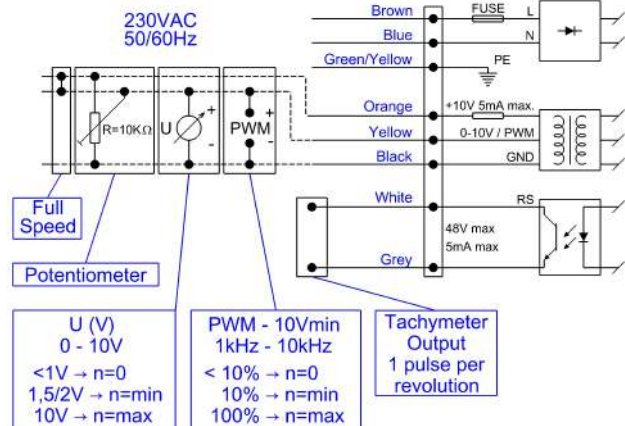 230VAC
50/60Hz
Brown
FUSE
L
Blue
N
Green/Yellow
PE
Orange
+10V 5mA max.
Yellow
0-10V / PWM
Black
GND
R=10KΩ
U
+
-
PWM
+
-
Full
Speed
Potentiometer
White
RS
48V max
5mA max
Grey
U (V)
0 - 10V
<1V → n=0
1,5/2V → n=min
10V → n=max
PWM - 10Vmin
1kHz - 10kHz
< 10% → n=0
10% → n=min
100% → n=max
Tachymeter
Output
1 pulse per
revolution